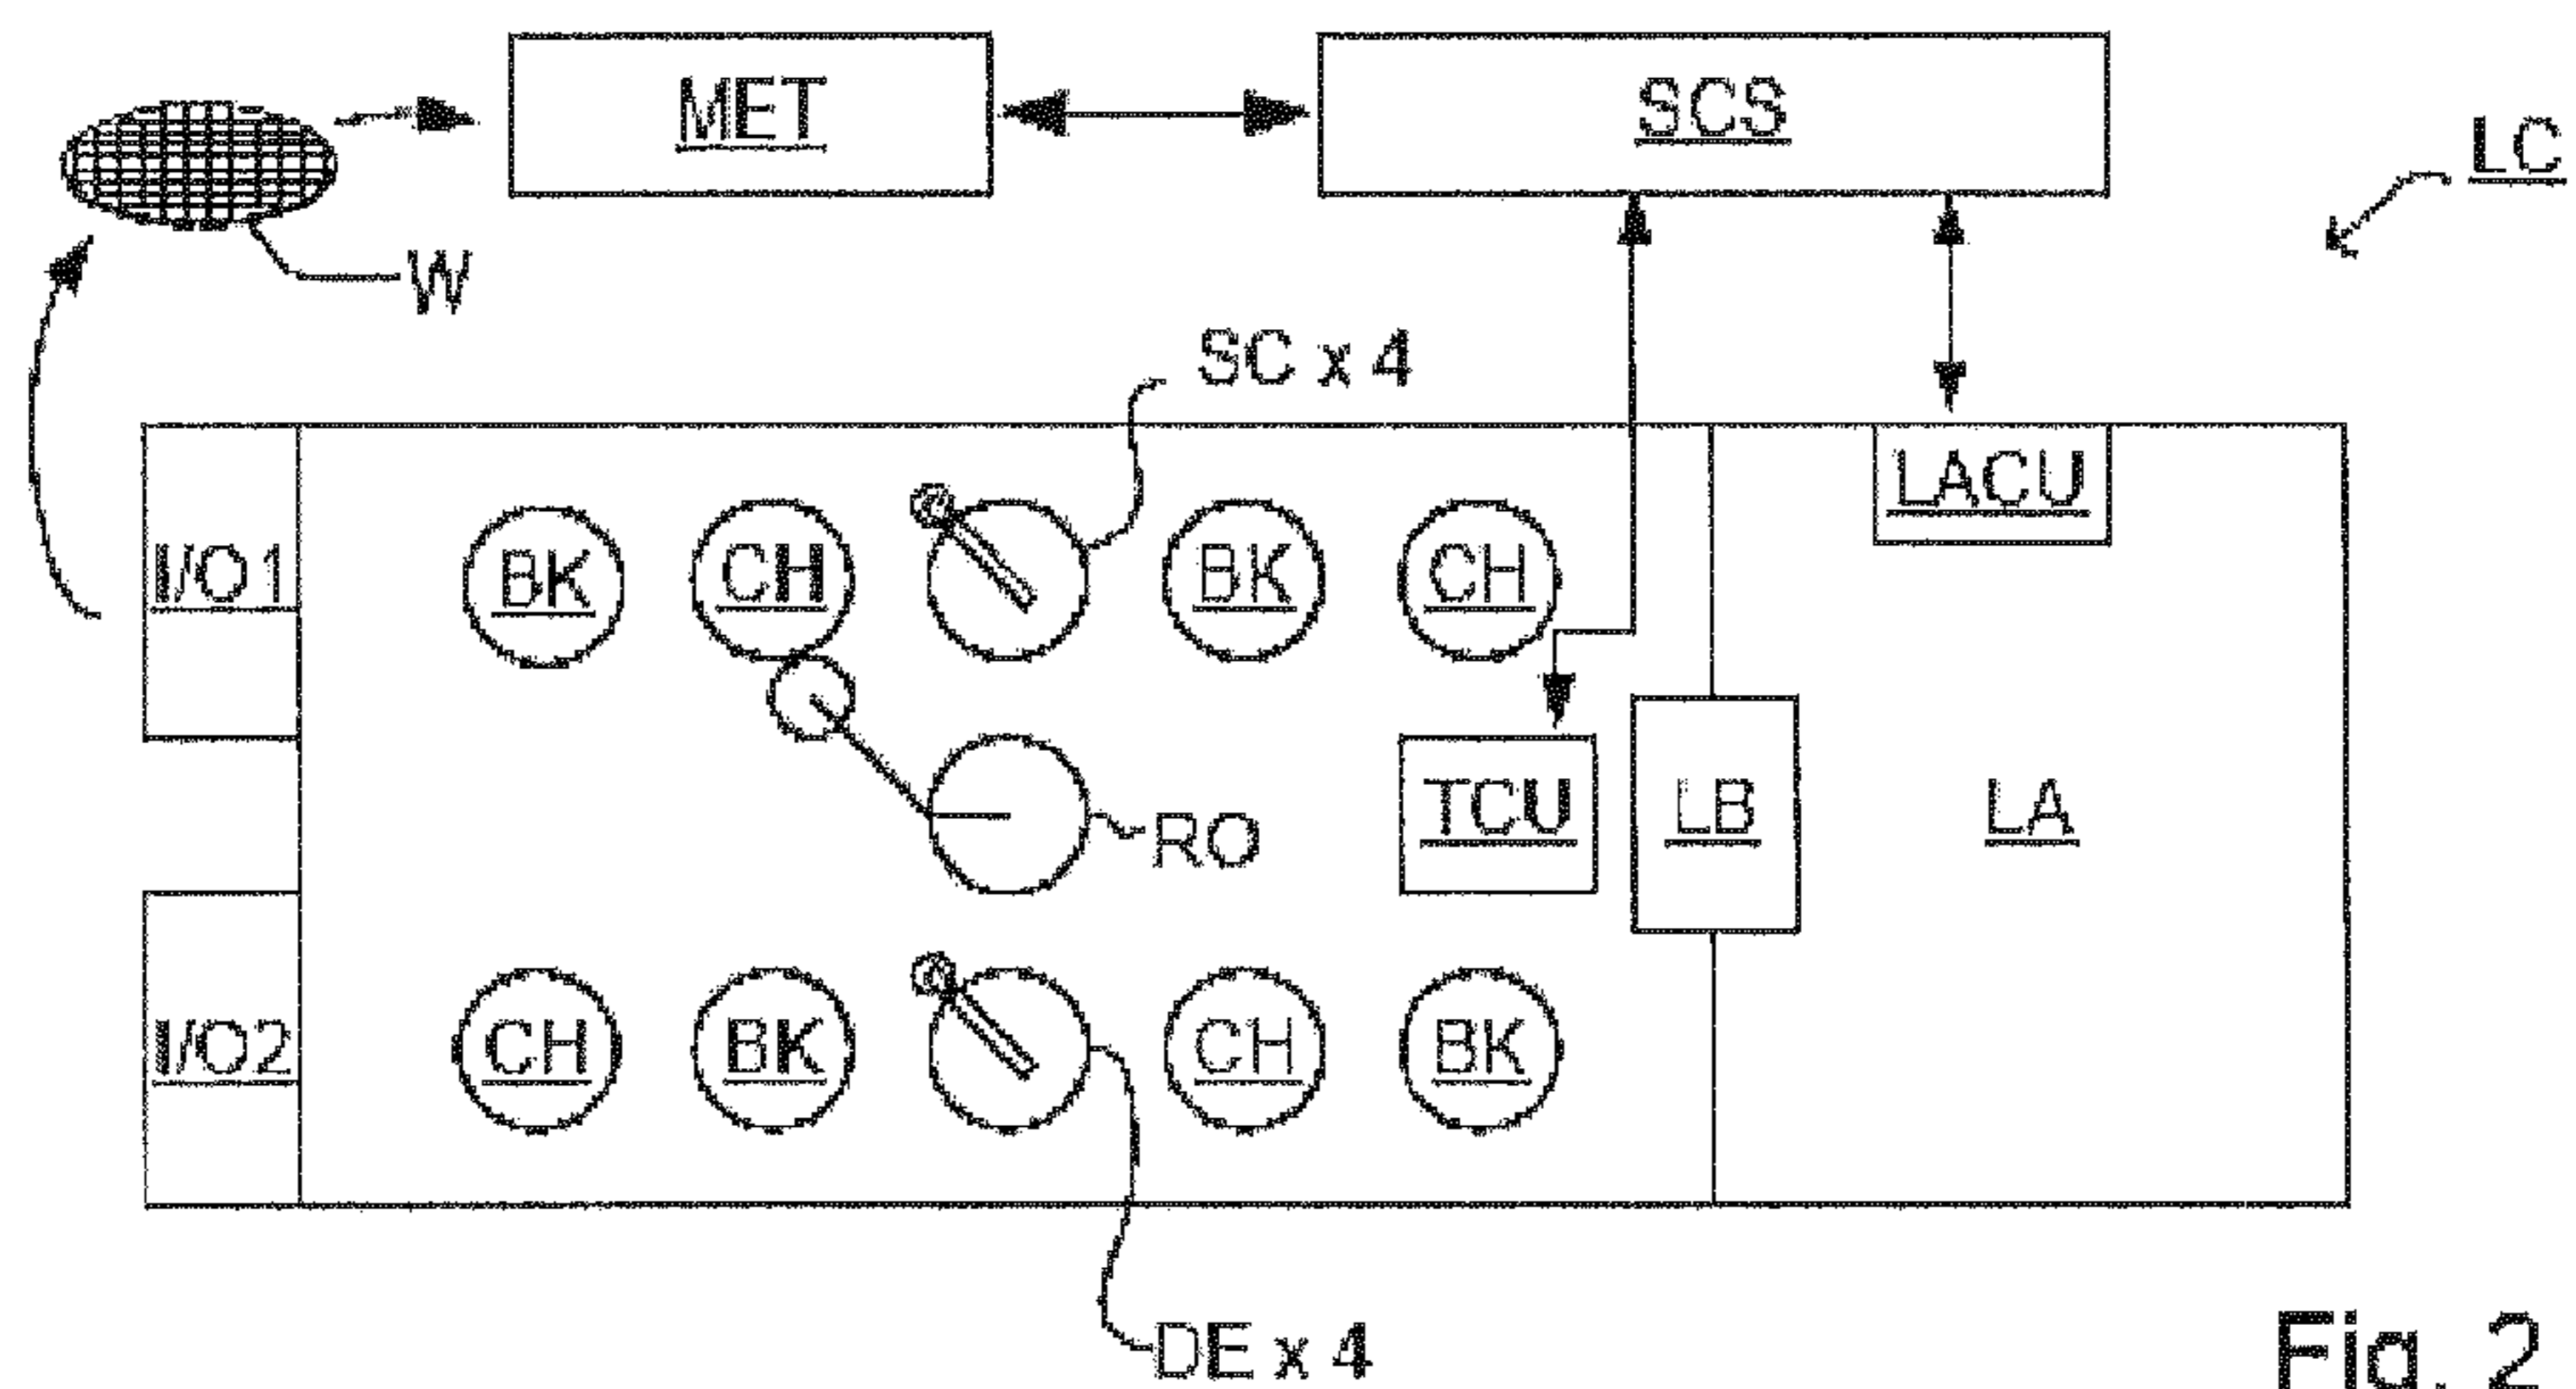 MET
SCS
LC
W
SC x 4
LACU
I/O1
BK
CH
BK
CH
TCU
LB
LA
RO
I/O2
CH
BK
CH
BK
DE x 4
Fig. 2